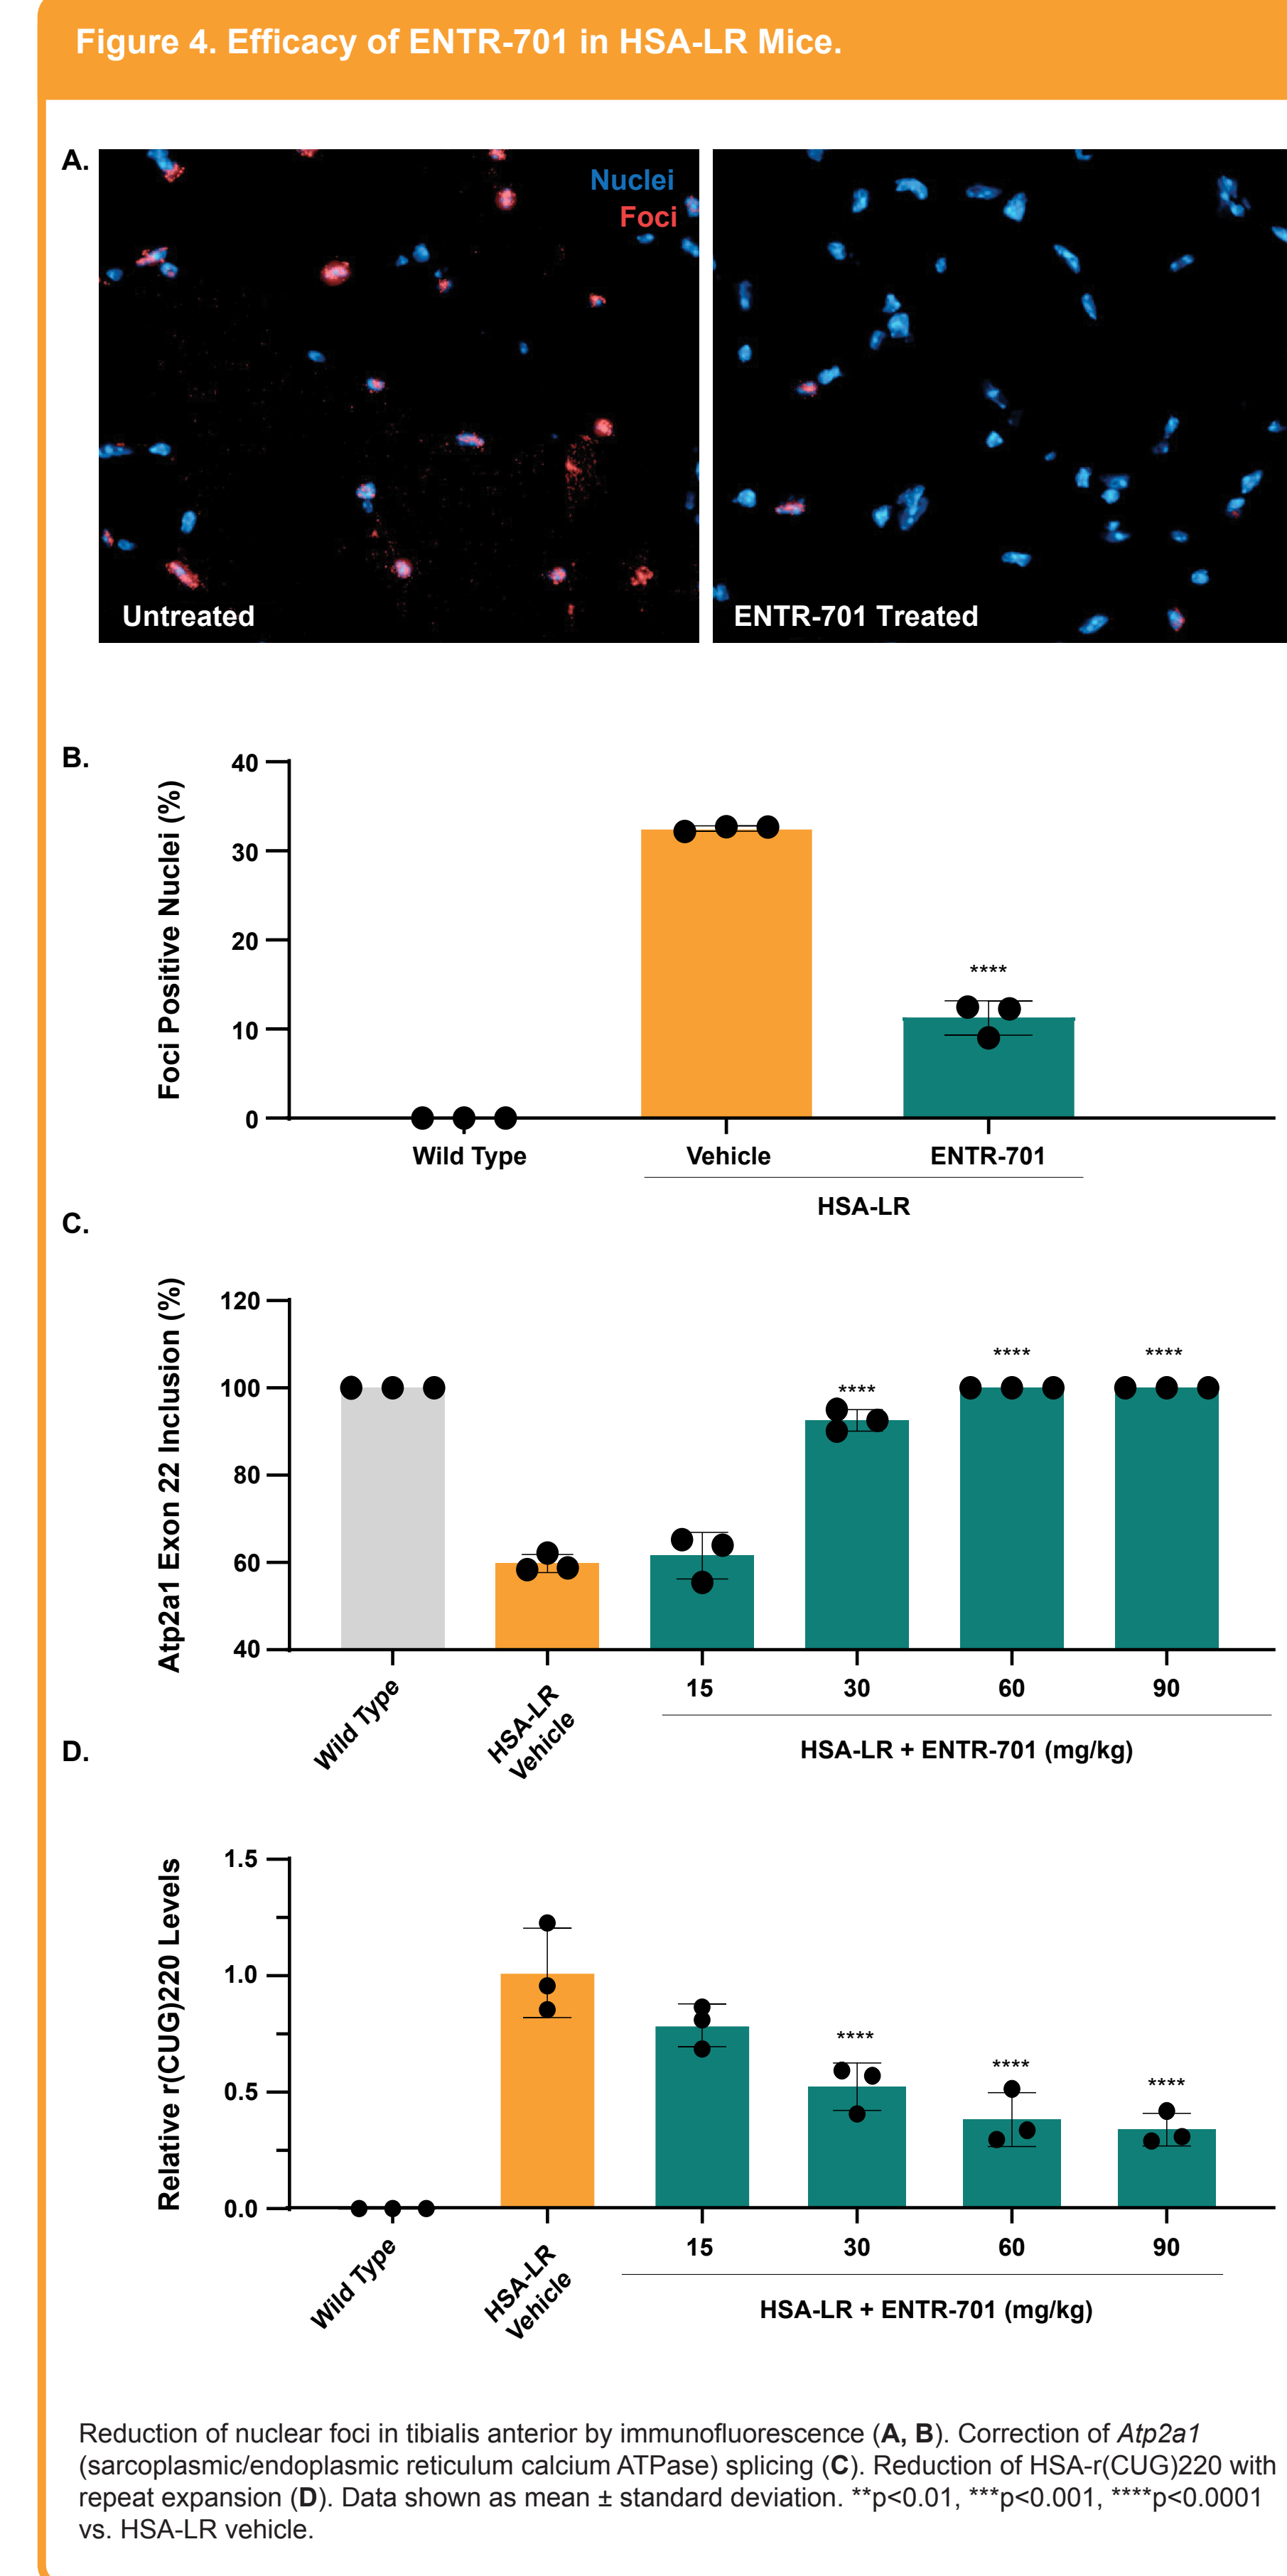 Figure 4. Efficacy of ENTR-701 in HSA-LR Mice.
A.
Nuclei
Foci
Untreated
ENTR-701 Treated
B.
Foci Positive Nuclei (%)
40
30
20
10
0
****
Wild Type
Vehicle
ENTR-701
HSA-LR
C.
Atp2a1 Exon 22 Inclusion (%)
120
100
80
60
40
****
****
****
Wild Type
HSA-LR
Vehicle
15
30
60
90
HSA-LR + ENTR-701 (mg/kg)
D.
Relative r(CUG)220 Levels
1.5
1.0
0.5
0.0
****
****
****
Wild Type
HSA-LR
Vehicle
15
30
60
90
HSA-LR + ENTR-701 (mg/kg)
Reduction of nuclear foci in tibialis anterior by immunofluorescence (A, B). Correction of Atp2a1
(sarcoplasmic/endoplasmic reticulum calcium ATPase) splicing (C). Reduction of HSA-r(CUG)220 with
repeat expansion (D). Data shown as mean ± standard deviation. **p<0.01, ***p<0.001, ****p<0.0001
vs. HSA-LR vehicle.